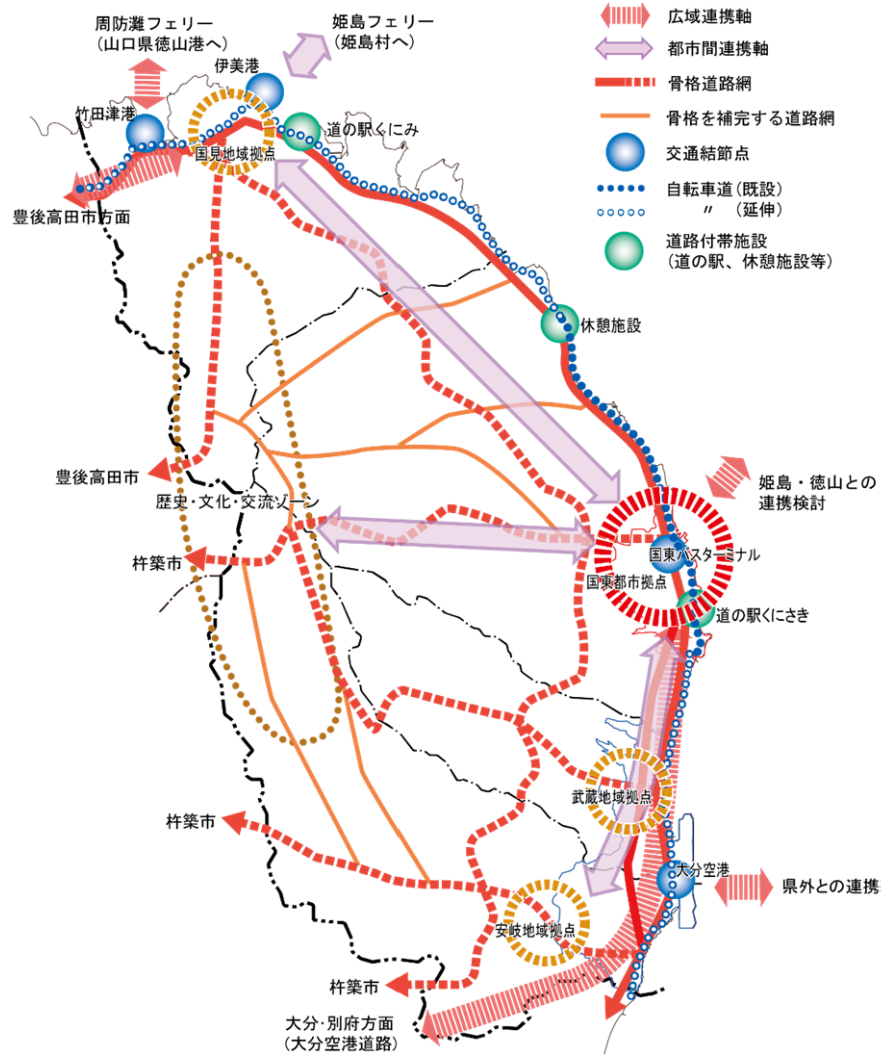 周防灘フェリー
(山口県徳山港へ)
姫島フェリー
(姫島村へ)
伊美港
竹田津港
道の駅くにみ
国見地域拠点
豊後高田市方面
広域連携軸
都市間連携軸
骨格道路網
骨格を補完する道路網
交通結節点
自転車道(既設)
〃 (延伸)
道路付帯施設
(道の駅、休憩施設等)
休憩施設
豊後高田市
歴史・文化・交流ゾーン
姫島・徳山との
連携検討
杵築市
国東バスターミナル
国東都市拠点
道の駅くにさき
武蔵地域拠点
杵築市
大分空港
県外との連携
安岐地域拠点
杵築市
大分・別府方面
(大分空港道路)